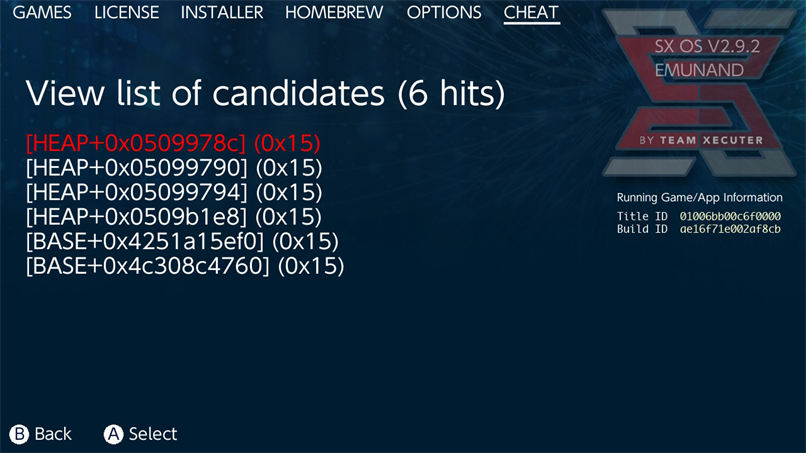 GAMES LICENSE INSTALLER HOMEBREW OPTIONS CHEAT
SX OS V2.9.2
EMUNAND
BY TEAM XECUTER
View list of candidates (6 hits)
[HEAP+0x0509978c] (0x15)
[HEAP+0x05099790] (0x15)
[HEAP+0x05099794] (0x15)
[HEAP+0x0509b1e8] (0x15)
[BASE+0x4251a15ef0] (0x15)
[BASE+0x4c308c4760] (0x15)
Running Game/App Information
Title ID 01006bb00c6f0000
Build ID ae16f71e002af8cb
B Back A Select